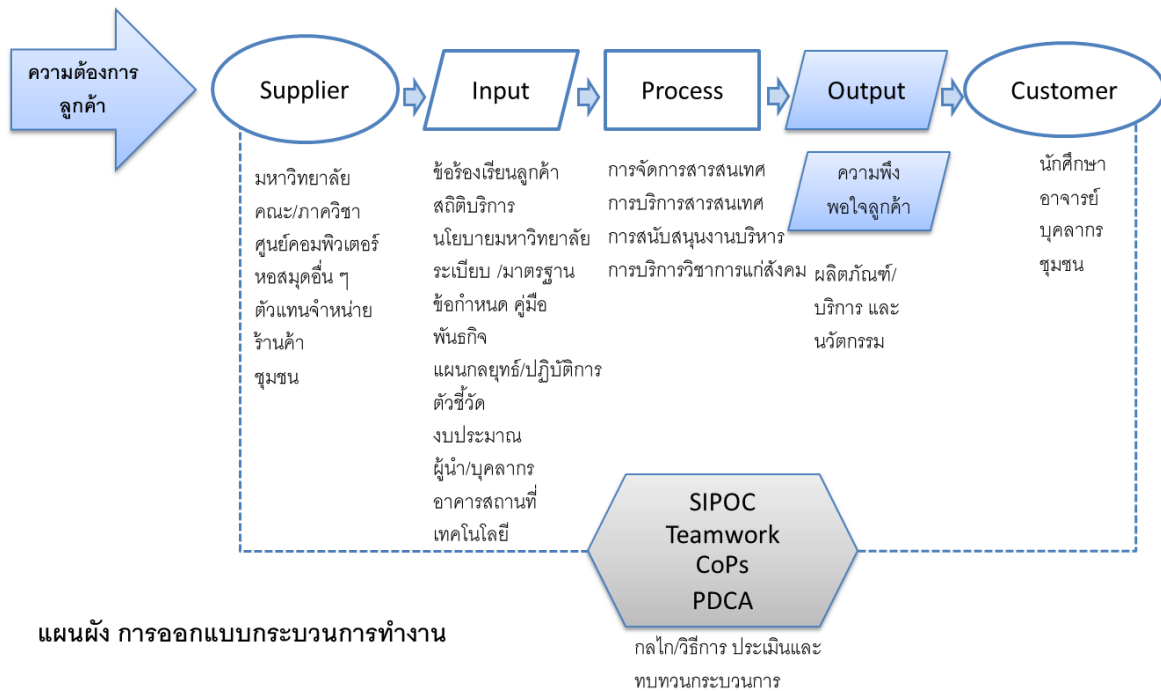 ความต้องการ
ลูกค้า
Supplier
Input
Process
Output
Customer
มหาวิทยาลัย
คณะ/ภาควิชา
ศูนย์คอมพิวเตอร์
หอสมุดอื่น ๆ
ตัวแทนจำหน่าย
ร้านค้า
ชุมชน
ข้อร้องเรียนลูกค้า
สถิติบริการ
นโยบายมหาวิทยาลัย
ระเบียบ /มาตรฐาน
ข้อกำหนด คู่มือ
พันธกิจ
แผนกลยุทธ์/ปฏิบัติการ
ตัวชี้วัด
งบประมาณ
ผู้นำ/บุคลากร
อาคารสถานที่
เทคโนโลยี
การจัดการสารสนเทศ
การบริการสารสนเทศ
การสนับสนุนงานบริหาร
การบริการวิชาการแก่สังคม
ความพึง
พอใจลูกค้า
ผลิตภัณฑ์/
บริการ และ
นวัตกรรม
นักศึกษา
อาจารย์
บุคลากร
ชุมชน
SIPOC
Teamwork
CoPs
PDCA
แผนผัง การออกแบบกระบวนการทำงาน
กลไก/วิธีการ ประเมินและ
ทบทวนกระบวนการ